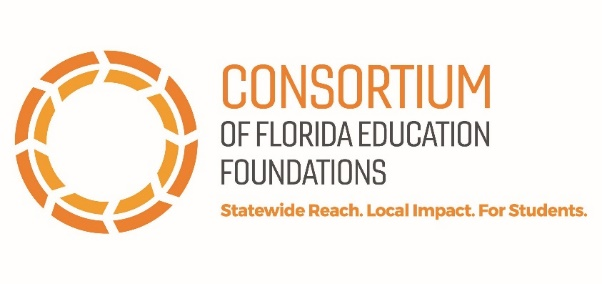 CONSORTIUM
OF FLORIDA EDUCATION
FOUNDATIONS
Statewide Reach. Local Impact. For Students.